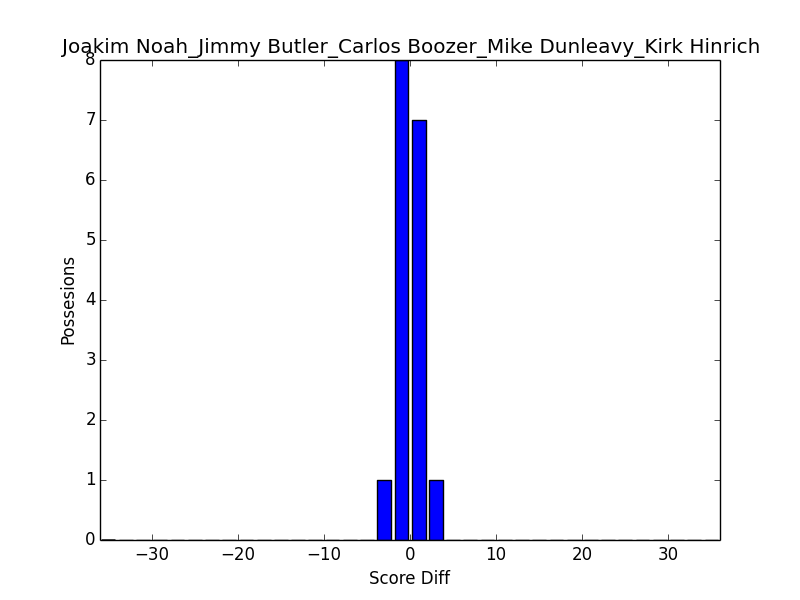 Joakim Noah_Jimmy Butler_Carlos Boozer_Mike Dunleavy_Kirk Hinrich
8
7
6
5
4
3
2
1
0
Possesions
−30 −20 −10 0 10 20 30
Score Diff